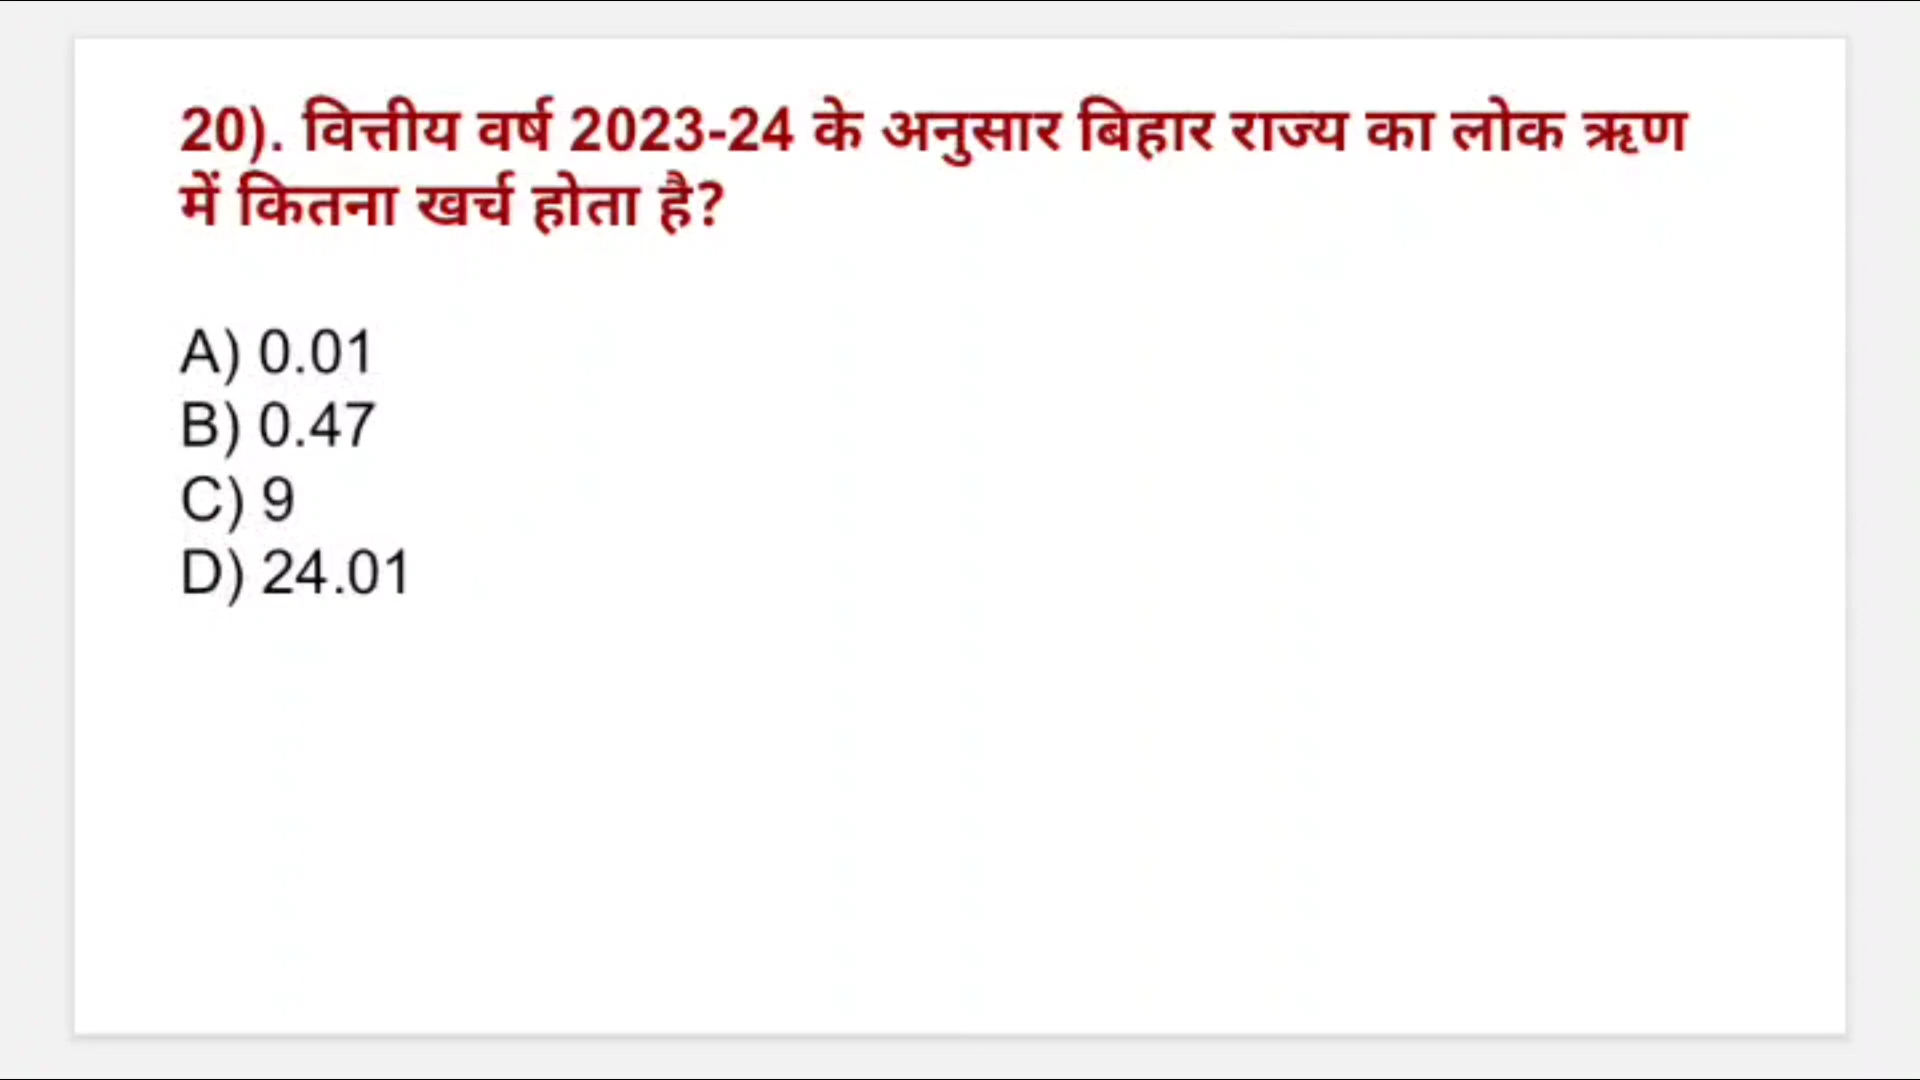 20). वित्तीय वर्ष 2023-24 के अनुसार बिहार राज्य का लोक ऋण
में कितना खर्च होता है?
A) 0.01
B) 0.47
C) 9
D) 24.01